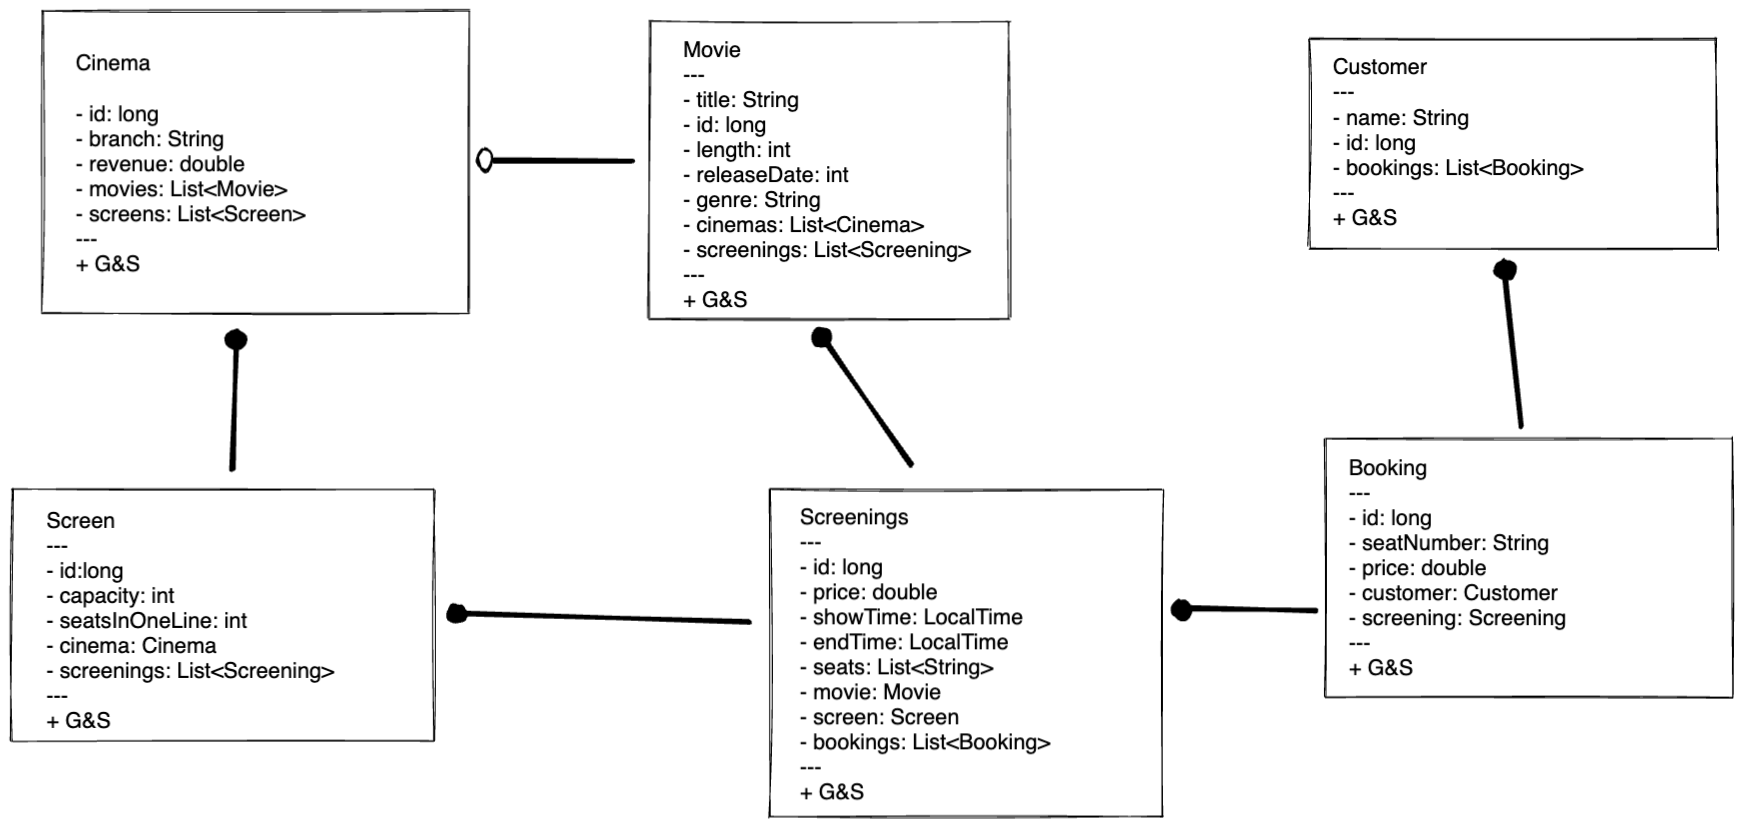 Cinema
- id: long
- branch: String
- revenue: double
- movies: List<Movie>
- screens: List<Screen>
---
+ G&S
Movie
---
- title: String
- id: long
- length: int
- releaseDate: int
- genre: String
- cinemas: List<Cinema>
- screenings: List<Screening>
---
+ G&S
Customer
---
- name: String
- id: long
- bookings: List<Booking>
---
+ G&S
Screen
---
- id:long
- capacity: int
- seatsInOneLine: int
- cinema: Cinema
- screenings: List<Screening>
---
+ G&S
Screenings
---
- id: long
- price: double
- showTime: LocalTime
- endTime: LocalTime
- seats: List<String>
- movie: Movie
- screen: Screen
- bookings: List<Booking>
---
+ G&S
Booking
---
- id: long
- seatNumber: String
- price: double
- customer: Customer
- screening: Screening
---
+ G&S